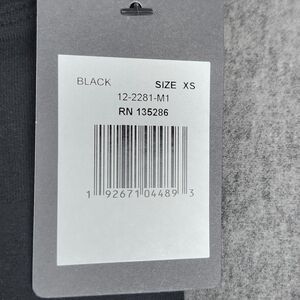 BLACK SIZE XS
12-2281-M1
RN 135286
1 92671 04489 3